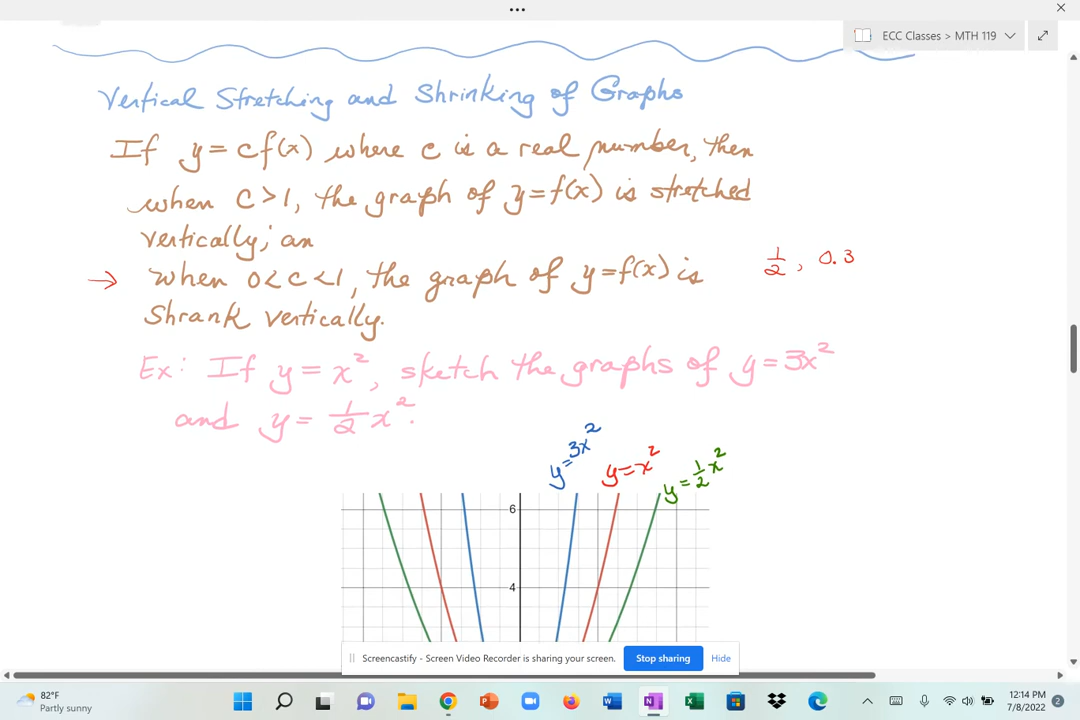 ECC Classes > MTH 119
Vertical Stretching and Shrinking of Graphs
If y = cf(x) where c is a real number, then
when c>1, the graph of y=f(x) is stretched
vertically; an
→ when 0<c<1, the graph of y=f(x) is
Shrank vertically.
1/2, 0.3
Ex: If y = x², sketch the graphs of y=3x²
and y = 1/2 x².
y=3x²
y=x²
y=1/2x²
6
4
Screencastify - Screen Video Recorder is sharing your screen. Stop sharing Hide
82°F
Partly sunny
12:14 PM
7/8/2022
2